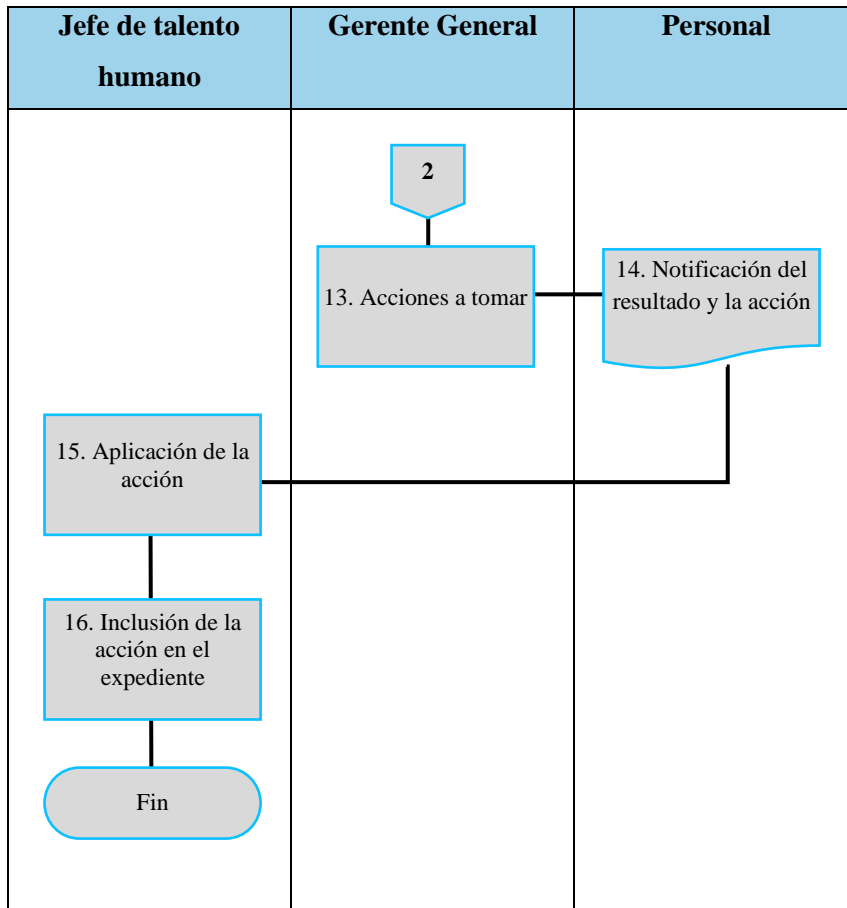 Jefe de talento
humano
Gerente General
Personal
2
13. Acciones a tomar
14. Notificación del
resultado y la acción
15. Aplicación de la
acción
16. Inclusión de la
acción en el
expediente
Fin